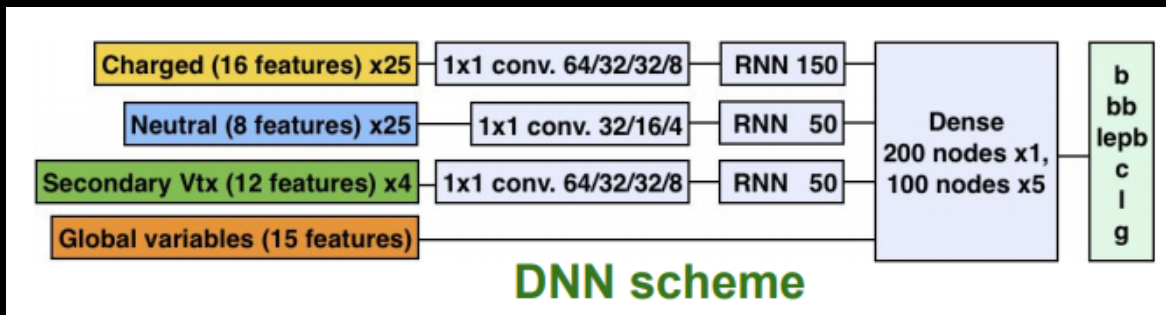 Charged (16 features) x25
1x1 conv. 64/32/32/8
RNN 150
Neutral (8 features) x25
1x1 conv. 32/16/4
RNN 50
Secondary Vtx (12 features) x4
1x1 conv. 64/32/32/8
RNN 50
Global variables (15 features)
Dense
200 nodes x1,
100 nodes x5
b
bb
lepb
c
l
g
DNN scheme